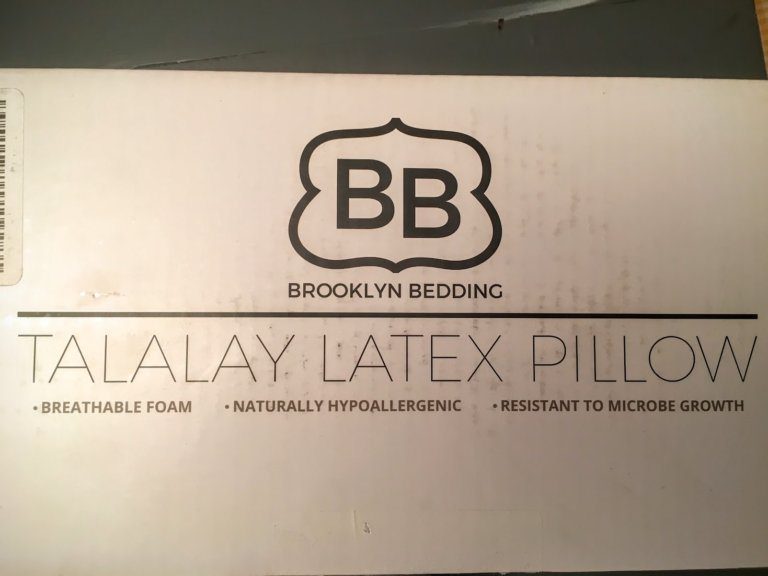 BB
BROOKLYN BEDDING
TALALAY LATEX PILLOW
• BREATHABLE FOAM • NATURALLY HYPOALLERGENIC • RESISTANT TO MICROBE GROWTH